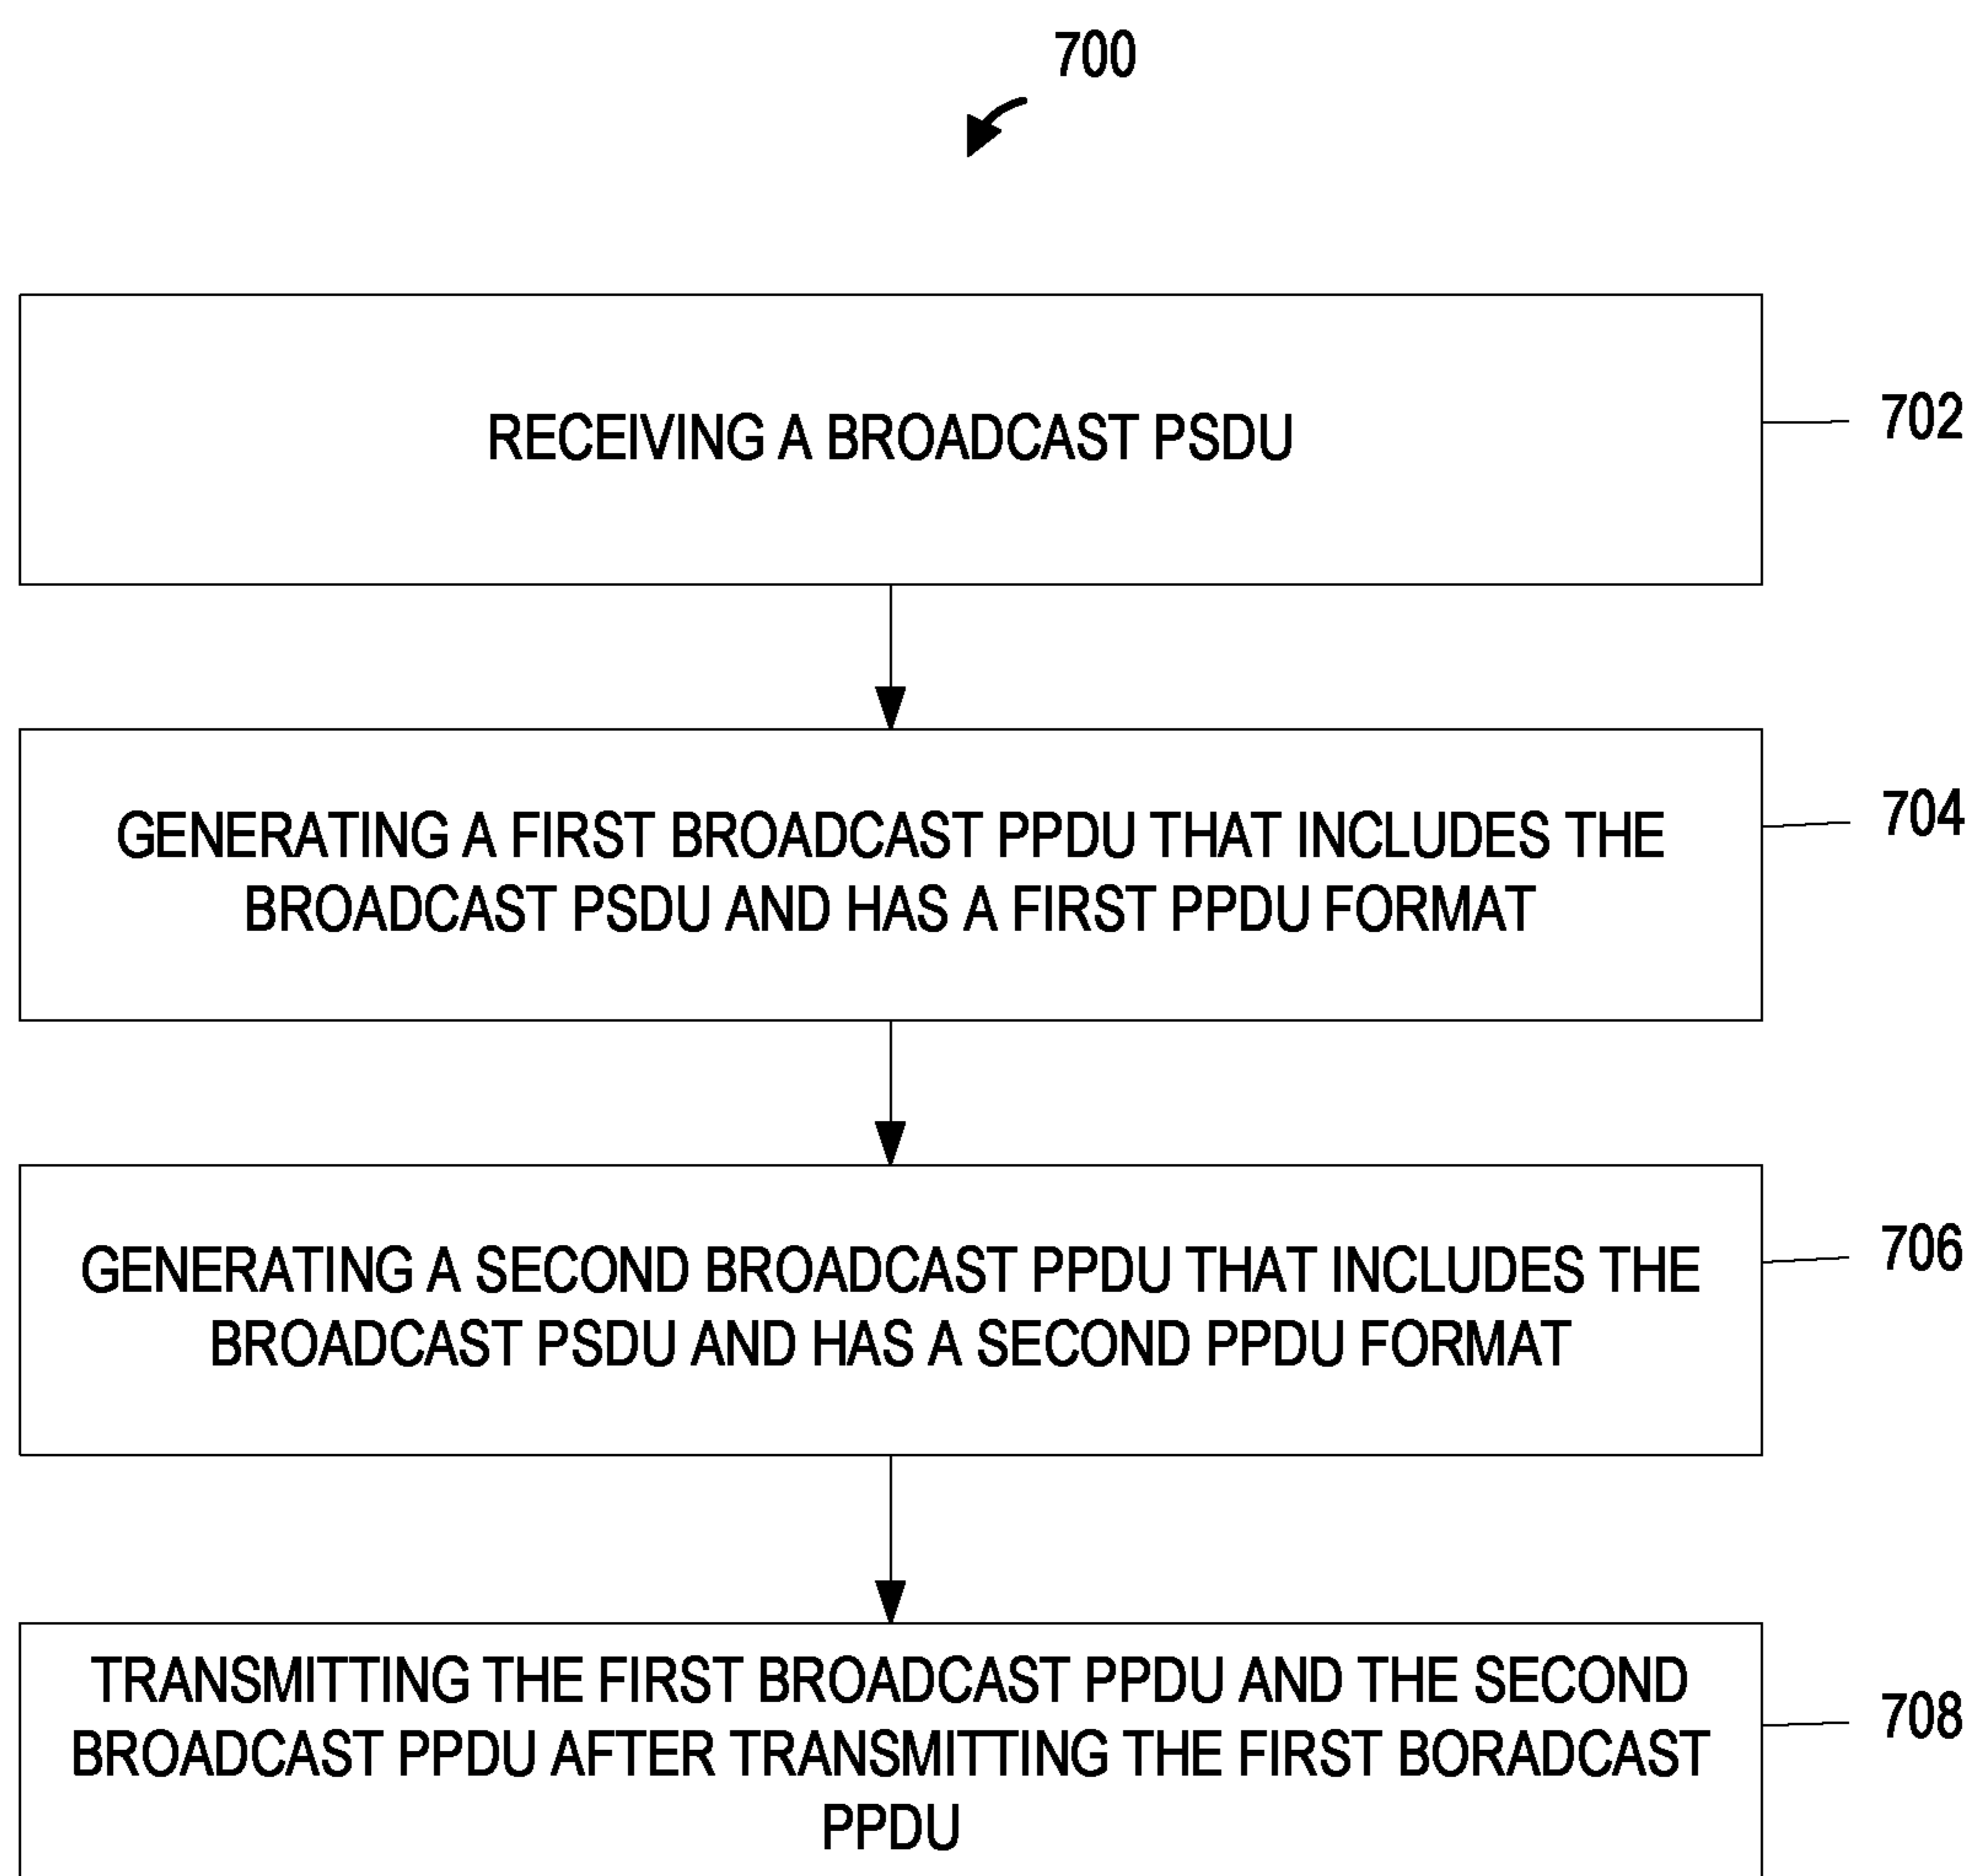 700
RECEIVING A BROADCAST PSDU
702
GENERATING A FIRST BROADCAST PPDU THAT INCLUDES THE
BROADCAST PSDU AND HAS A FIRST PPDU FORMAT
704
GENERATING A SECOND BROADCAST PPDU THAT INCLUDES THE
BROADCAST PSDU AND HAS A SECOND PPDU FORMAT
706
TRANSMITTING THE FIRST BROADCAST PPDU AND THE SECOND
BROADCAST PPDU AFTER TRANSMITTING THE FIRST BORADCAST
PPDU
708